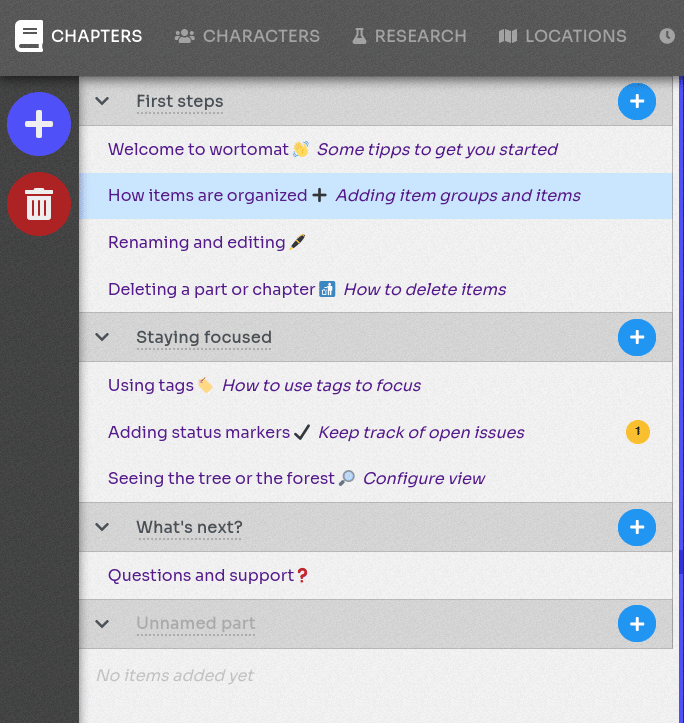 CHAPTERS CHARACTERS RESEARCH LOCATIONS
First steps
Welcome to wortomat 👋 Some tipps to get you started
How items are organized ➕ Adding item groups and items
Renaming and editing 🖋
Deleting a part or chapter 🚮 How to delete items
Staying focused
Using tags 🏷 How to use tags to focus
Adding status markers ✔ Keep track of open issues 1
Seeing the tree or the forest 🔎 Configure view
What's next?
Questions and support❓
Unnamed part
No items added yet